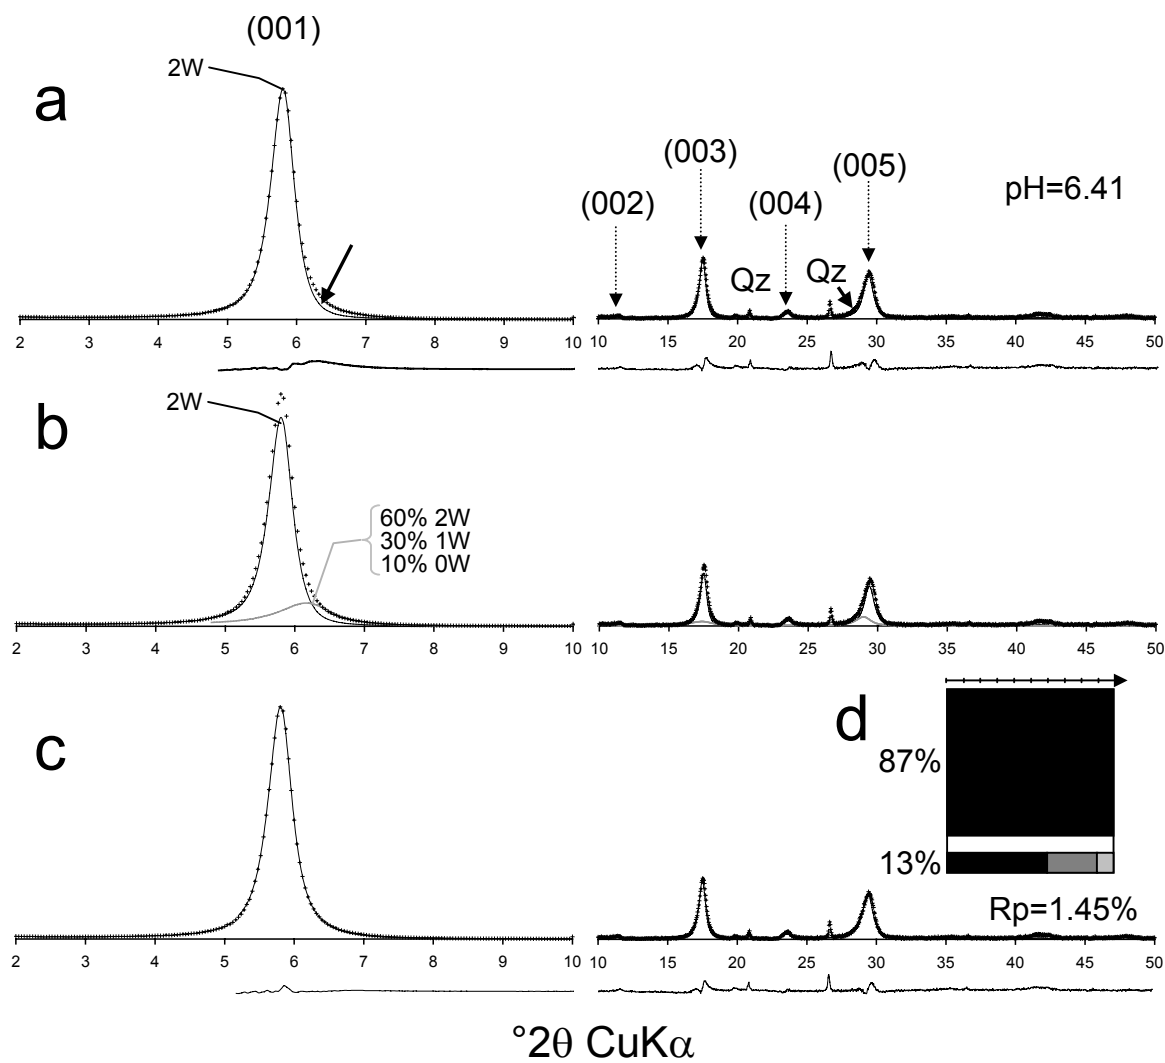 (001)
a
2W
(002)
(003)
(004)
(005)
Qz
Qz
pH=6.41
2 3 4 5 6 7 8 9 10
10 15 20 25 30 35 40 45 50
b
2W
60% 2W
30% 1W
10% 0W
2 3 4 5 6 7 8 9 10
10 15 20 25 30 35 40 45 50
c
d
87%
13%
Rp=1.45%
2 3 4 5 6 7 8 9 10
10 15 20 25 30 35 40 45 50
°2θ CuKα